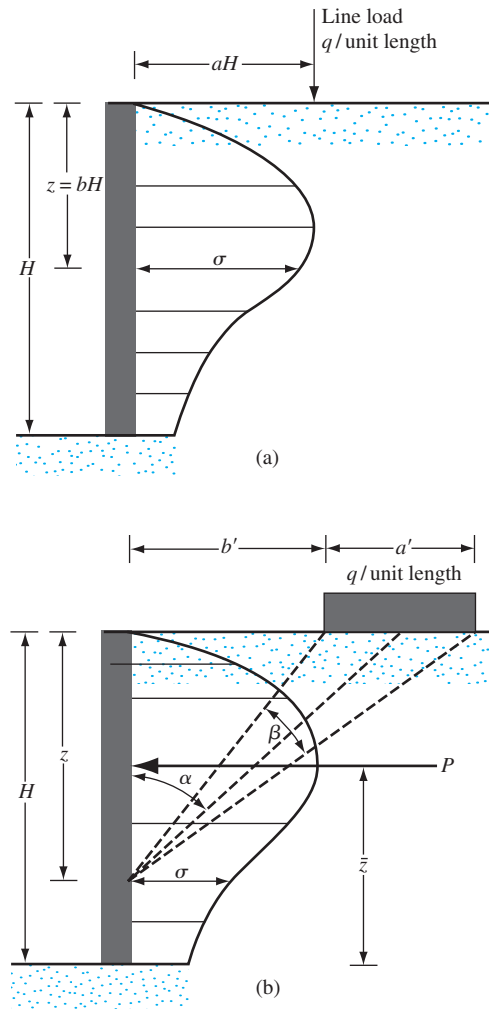 Line load
q/unit length
aH
z = bH
σ
H
(a)
b′
a′
q/unit length
β
z
P
α
H
z̄
σ
(b)